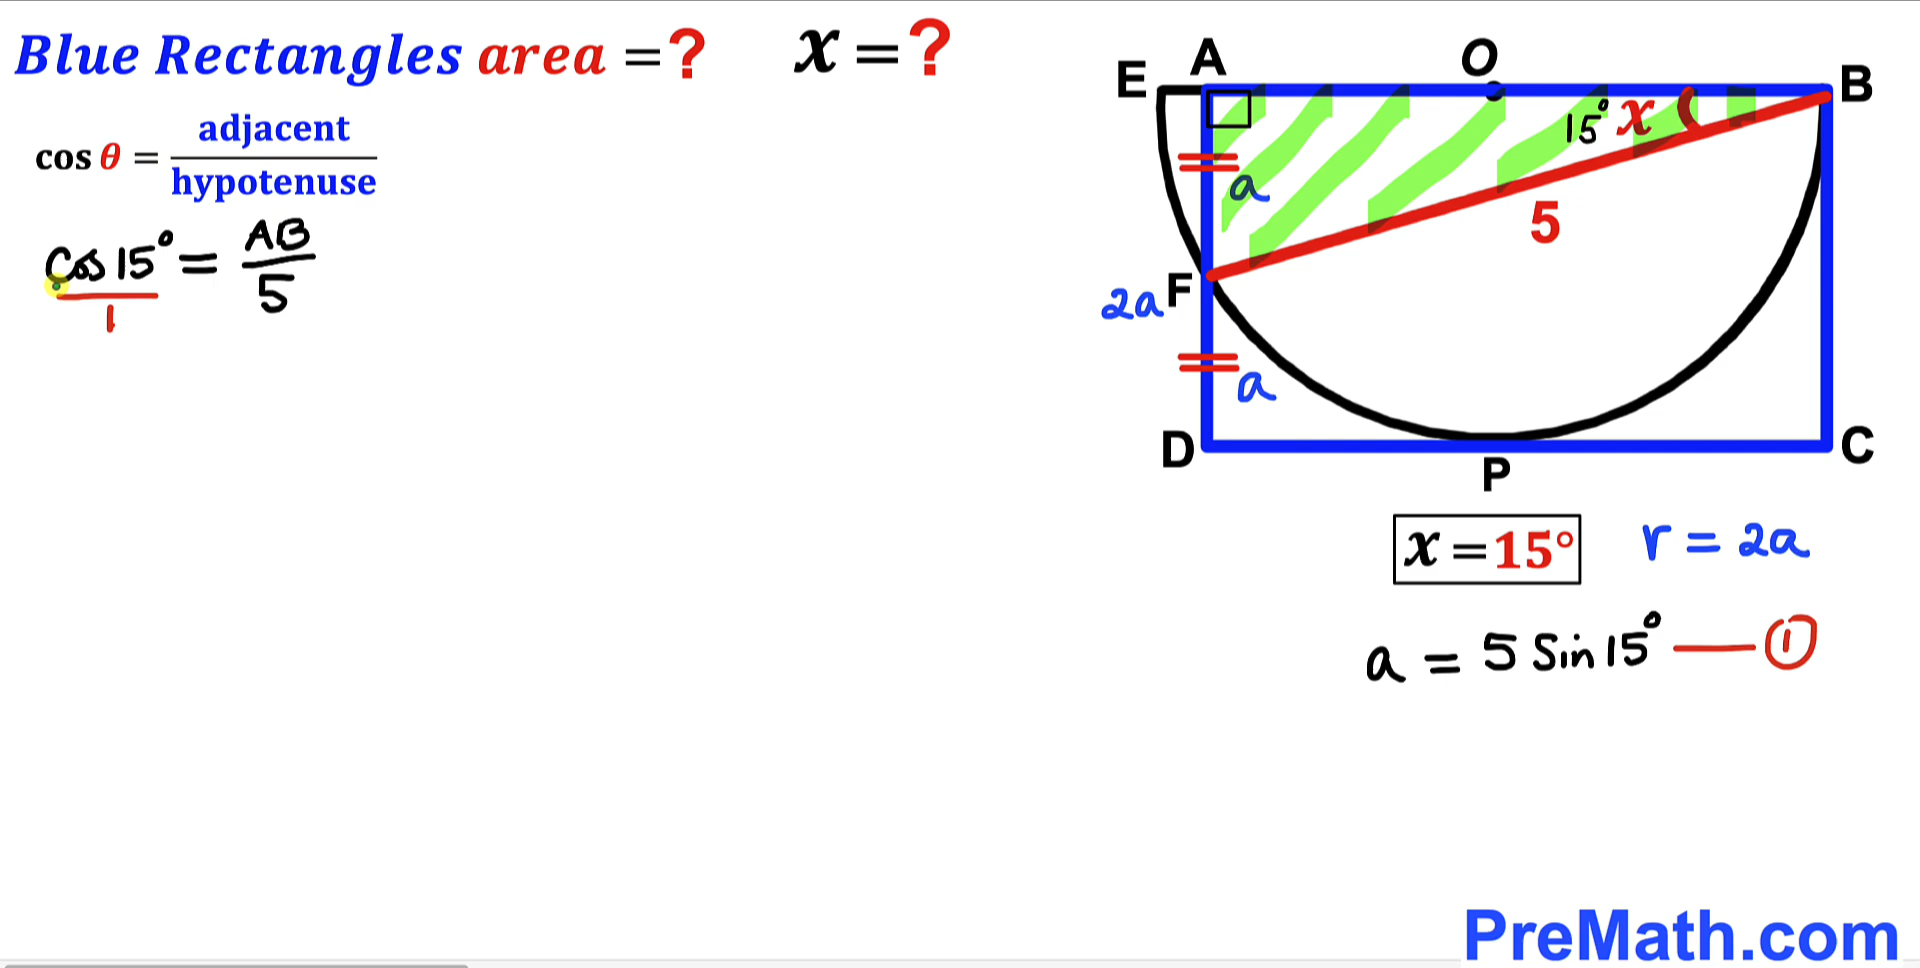 Blue Rectangles area = ?
x = ?
cos θ = adjacent / hypotenuse
Cos 15° = AB / 5
1
E A O B
15° x
a
5
2a F
a
D P C
x = 15°
r = 2a
a = 5 Sin 15° — ①
PreMath.com